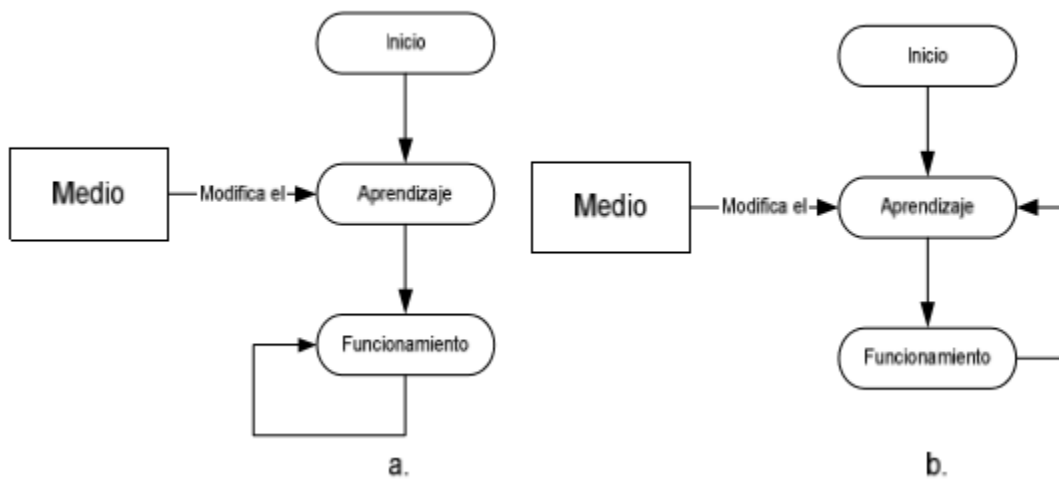 Inicio
Medio
Modifica el
Aprendizaje
Funcionamiento
a.
Inicio
Medio
Modifica el
Aprendizaje
Funcionamiento
b.